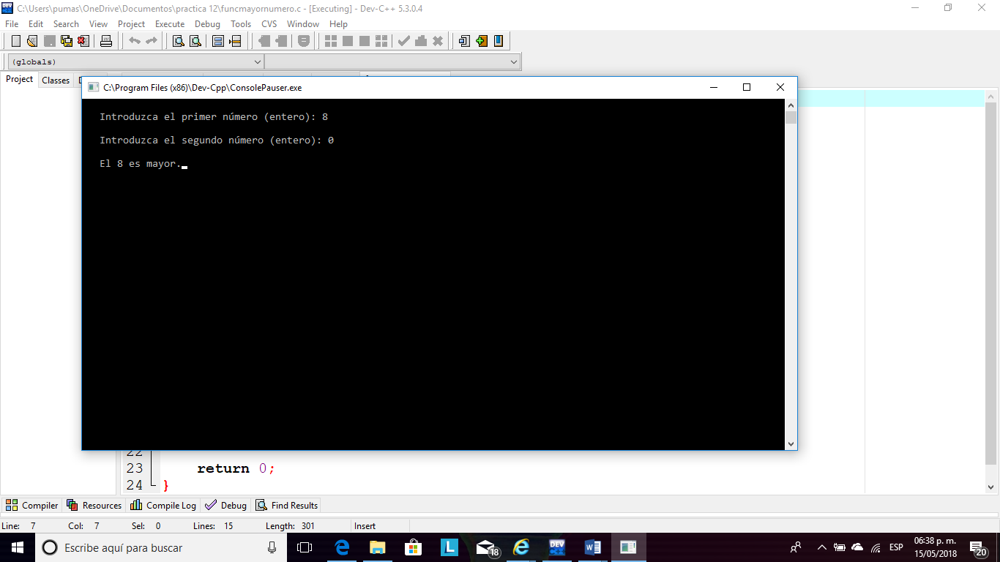 C:\Users\pumas\OneDrive\Documentos\practica 12\funcmayornumero.c - [Executing] - Dev-C++ 5.3.0.4
File Edit Search View Project Execute Debug Tools CVS Window Help
(globals)
Project Classes
C:\Program Files (x86)\Dev-Cpp\ConsolePauser.exe
Introduzca el primer número (entero): 8
Introduzca el segundo número (entero): 0
El 8 es mayor.
22
23 return 0;
24 }
Compiler Resources Compile Log Debug Find Results
Line: 7 Col: 7 Sel: 0 Lines: 15 Length: 301 Insert
Escribe aquí para buscar
L
18
DEV
ESP
06:38 p. m.
15/05/2018
20